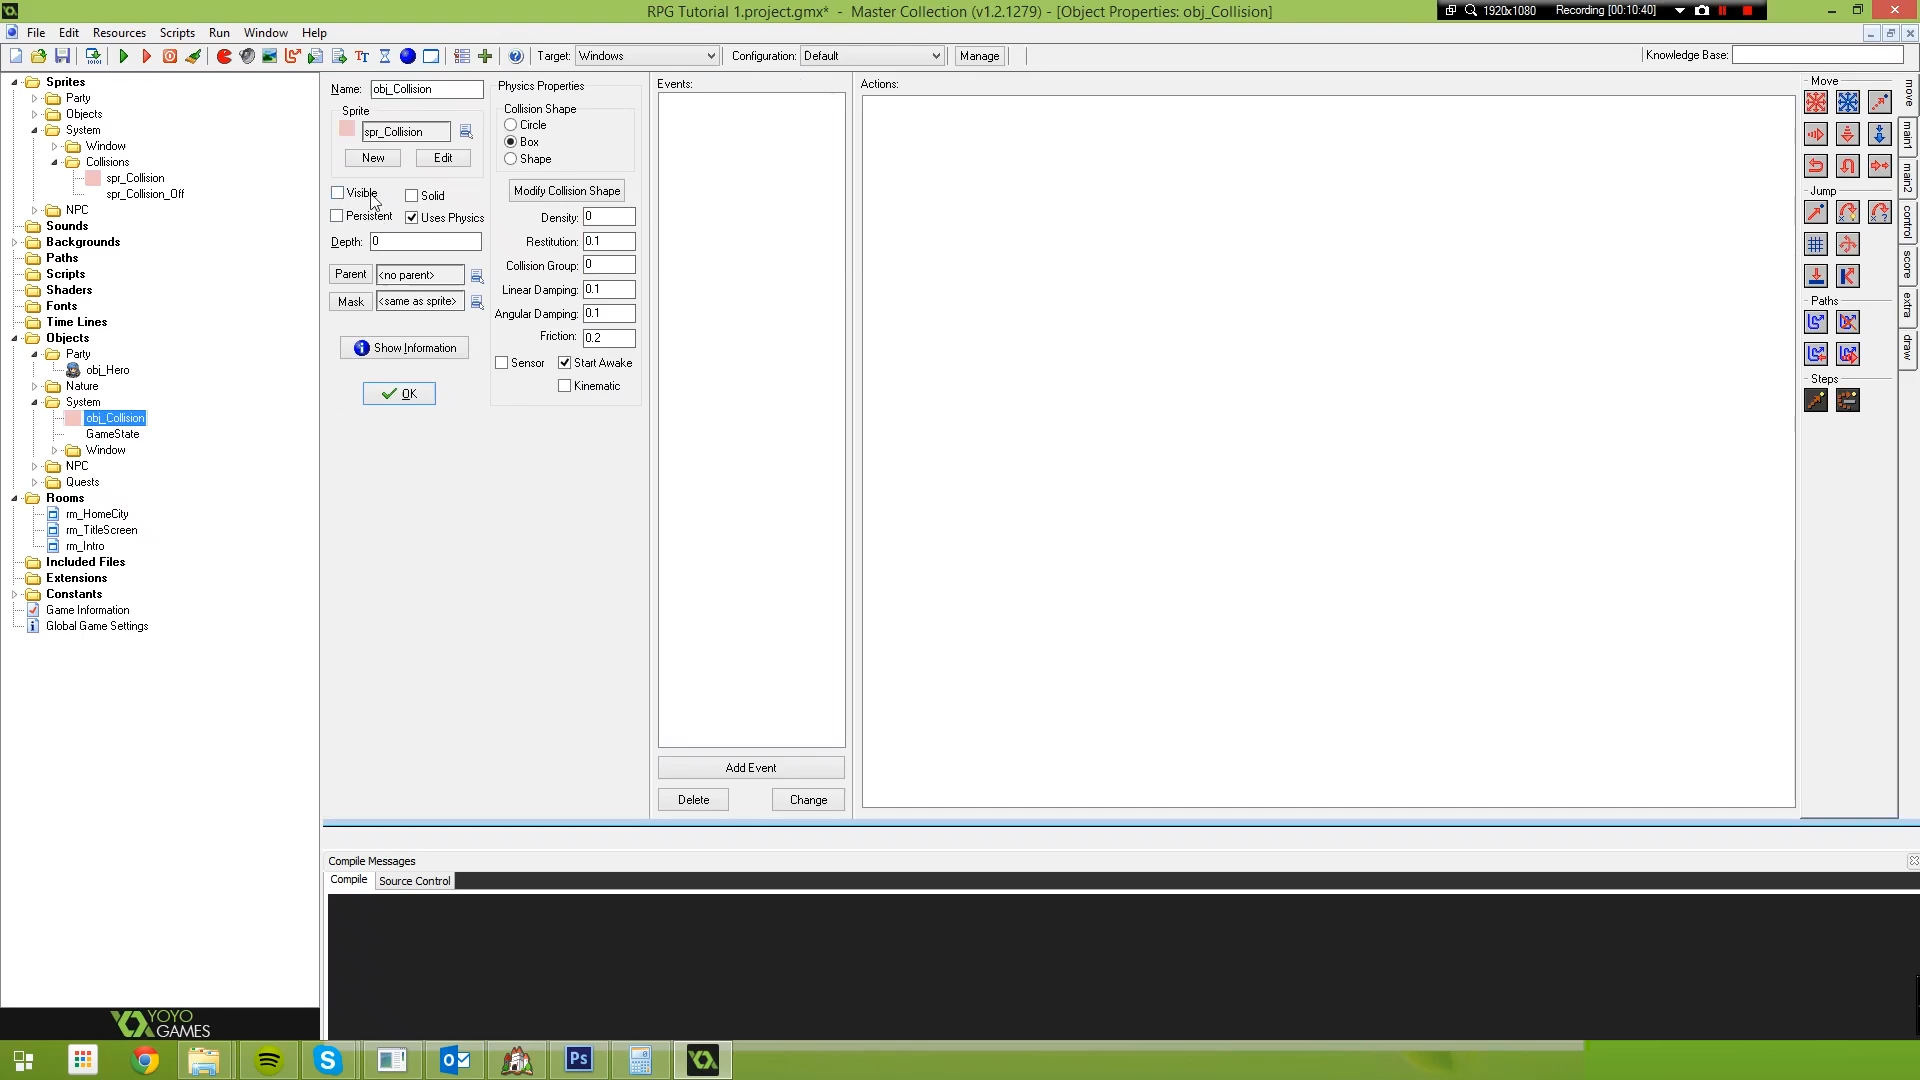 RPG Tutorial 1.project.gmx* - Master Collection (v1.2.1279) - [Object Properties: obj_Collision]
1920x1080 Recording [00:10:40]
File Edit Resources Scripts Run Window Help
Target: Windows Configuration: Default Manage Knowledge Base:
Sprites
Party
Objects
System
Window
Collisions
spr_Collision
spr_Collision_Off
NPC
Sounds
Backgrounds
Paths
Scripts
Shaders
Fonts
Time Lines
Objects
Party
obj_Hero
Nature
System
obj_Collision
GameState
Window
NPC
Quests
Rooms
rm_HomeCity
rm_TitleScreen
rm_Intro
Included Files
Extensions
Constants
Game Information
Global Game Settings
YOYO
GAMES
Name: obj_Collision
Sprite
spr_Collision
New Edit
Visible Solid
Persistent Uses Physics
Depth: 0
Parent <no parent>
Mask <same as sprite>
Show Information
OK
Physics Properties
Collision Shape
Circle
Box
Shape
Modify Collision Shape
Density: 0
Restitution: 0.1
Collision Group: 0
Linear Damping: 0.1
Angular Damping: 0.1
Friction: 0.2
Sensor Start Awake
Kinematic
Events:
Add Event
Delete Change
Actions:
Move
Jump
Paths
Steps
move
main1
main2
control
score
extra
draw
Compile Messages
Compile Source Control
Ps